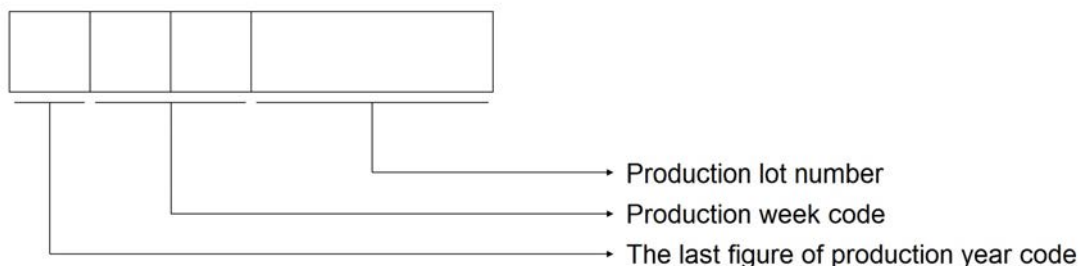 Production lot number
Production week code
The last figure of production year code